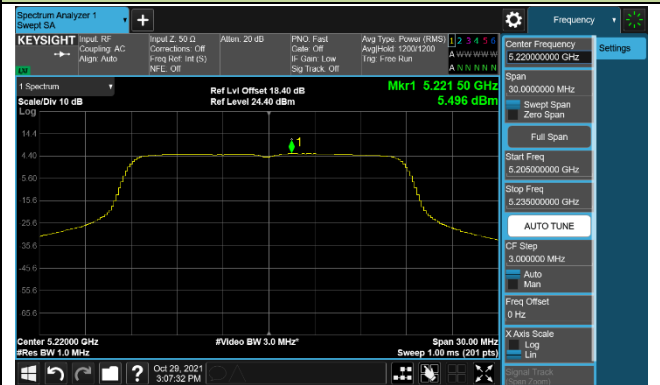 Spectrum Analyzer 1
Swept SA
+
Frequency
KEYSIGHT
Input: RF
Coupling: AC
Align: Auto
Input Z: 50 Ω
Corrections: Off
Freq Ref: Int (S)
NFE: Off
Atten: 20 dB
PNO: Fast
Gate: Off
IF Gain: Low
Sig Track: Off
Avg Type: Power (RMS)
Avg|Hold: 1200/1200
Trig: Free Run
1 2 3 4 5 6
A W W W W W
A N N N N N
LXI
1 Spectrum
Scale/Div 10 dB
Log
Ref Lvl Offset 18.40 dB
Ref Level 24.40 dBm
Mkr1 5.221 50 GHz
5.496 dBm
1
14.4
4.40
-5.60
-15.6
-25.6
-35.6
-45.6
-55.6
-65.6
Center 5.22000 GHz
#Res BW 1.0 MHz
#Video BW 3.0 MHz*
Span 30.00 MHz
Sweep 1.00 ms (201 pts)
?
Oct 29, 2021
3:07:32 PM
Center Frequency
5.220000000 GHz
Span
30.0000000 MHz
Swept Span
Zero Span
Full Span
Start Freq
5.205000000 GHz
Stop Freq
5.235000000 GHz
AUTO TUNE
CF Step
3.000000 MHz
Auto
Man
Freq Offset
0 Hz
X Axis Scale
Log
Lin
Signal Track
(Span Zoom)
Settings